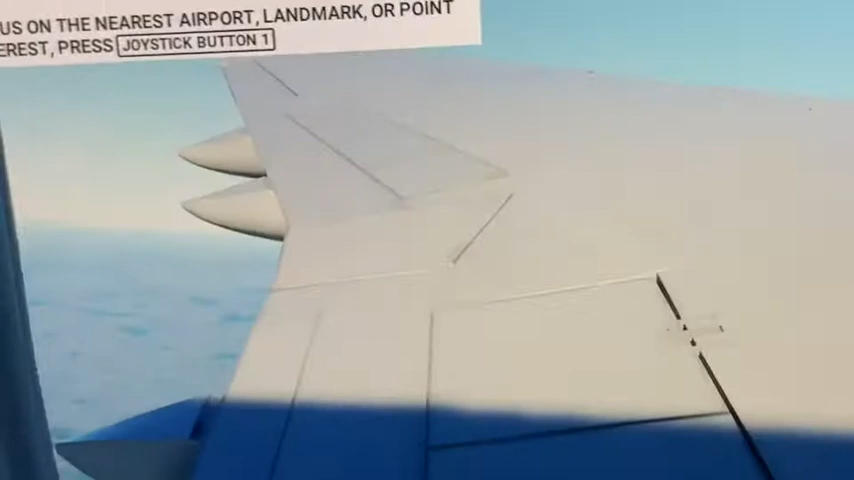 US ON THE NEAREST AIRPORT, LANDMARK, OR POINT
EREST, PRESS JOYSTICK BUTTON 1